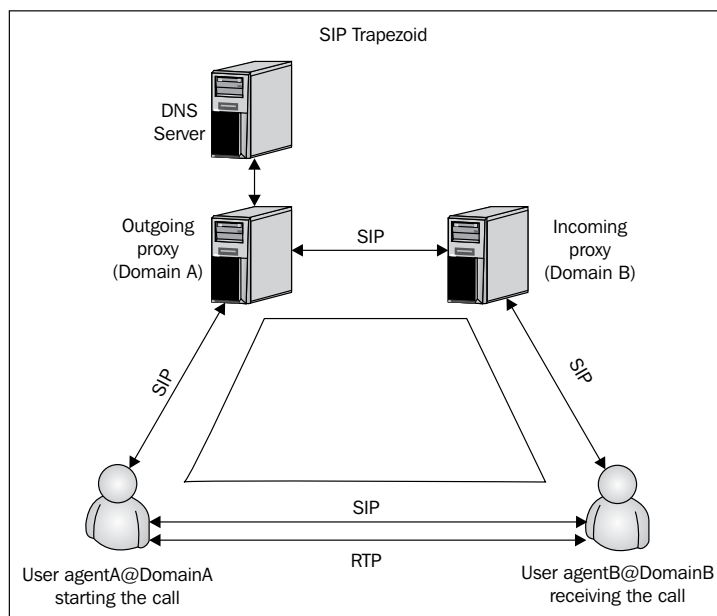 SIP Trapezoid
DNS
Server
Outgoing
proxy
(Domain A)
SIP
Incoming
proxy
(Domain B)
SIP
SIP
SIP
RTP
User agentA@DomainA
starting the call
User agentB@DomainB
receiving the call